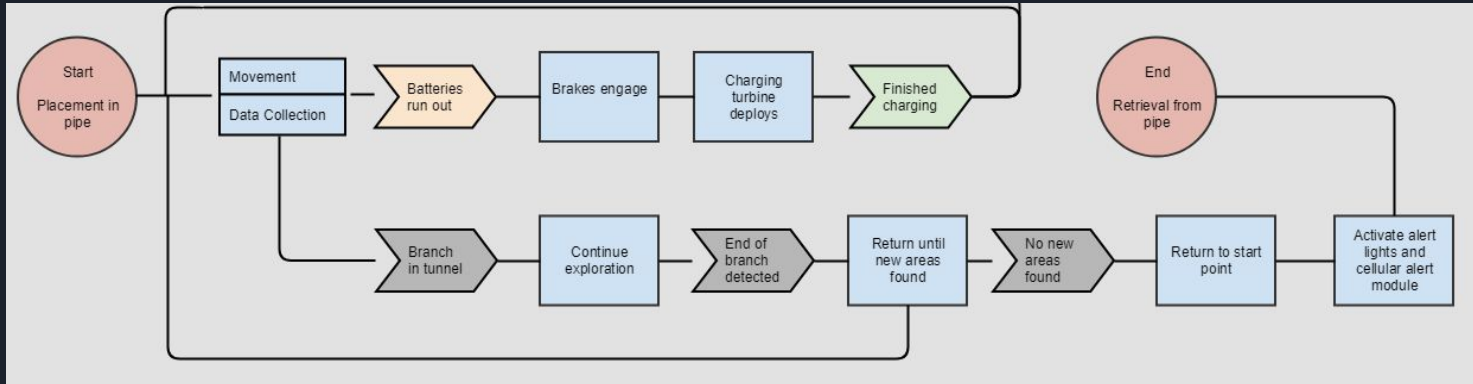 Start
Placement in
pipe
Movement
Data Collection
Batteries
run out
Brakes engage
Charging
turbine
deploys
Finished
charging
End
Retrieval from
pipe
Branch
in tunnel
Continue
exploration
End of
branch
detected
Return until
new areas
found
No new
areas
found
Return to start
point
Activate alert
lights and
cellular alert
module